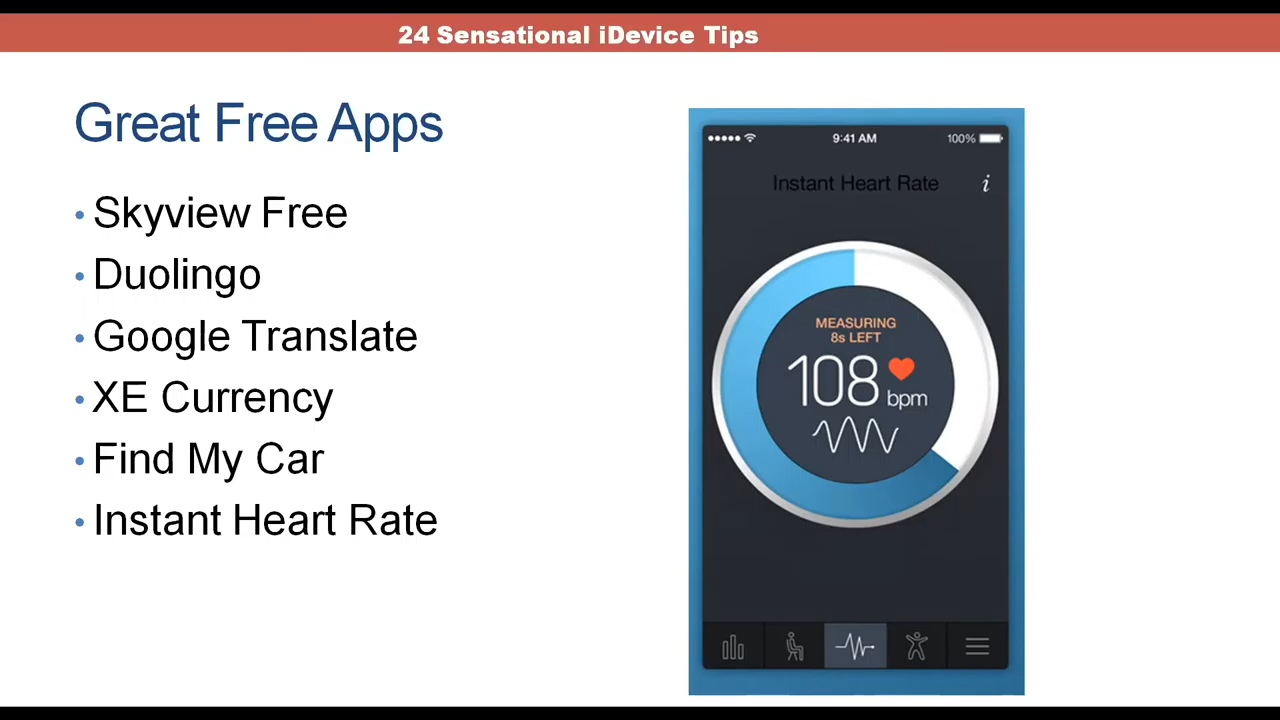 24 Sensational iDevice Tips
Great Free Apps
• Skyview Free
• Duolingo
• Google Translate
• XE Currency
• Find My Car
• Instant Heart Rate
9:41 AM
100%
Instant Heart Rate
i
MEASURING
8s LEFT
108
bpm